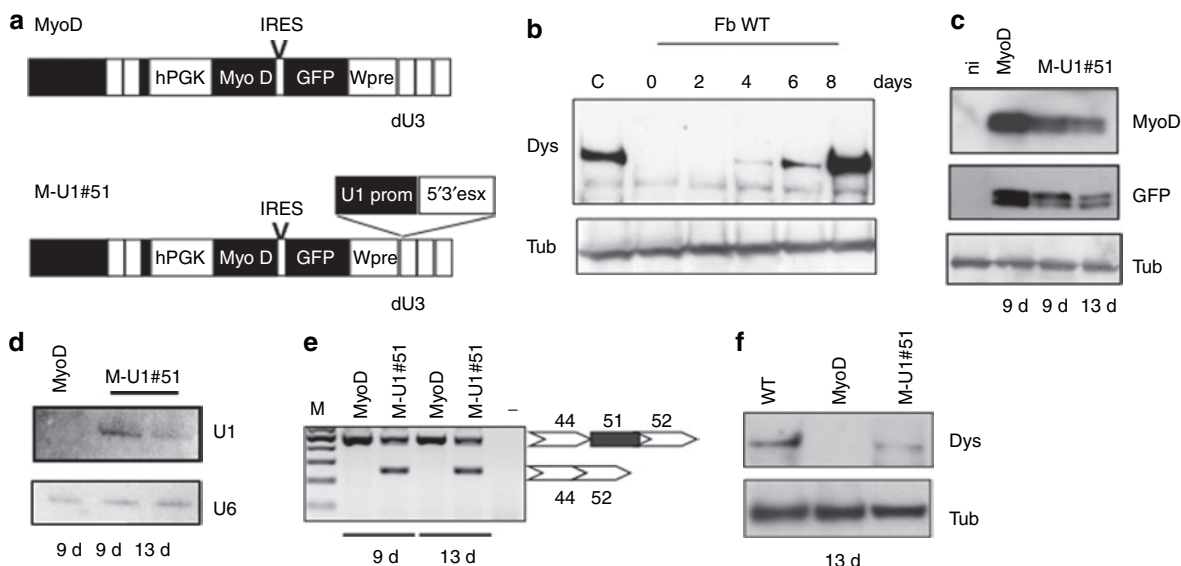 a
MyoD
IRES
hPGK Myo D GFP Wpre
dU3
M-U1#51
U1 prom 5′3′esx
IRES
hPGK Myo D GFP Wpre
dU3
b
Fb WT
C 0 2 4 6 8 days
Dys
Tub
c
ni MyoD M-U1#51
MyoD
GFP
Tub
9 d 9 d 13 d
d
MyoD M-U1#51
U1
U6
9 d 9 d 13 d
e
M MyoD M-U1#51 MyoD M-U1#51 –
44 51 52
44 52
9 d 13 d
f
WT MyoD M-U1#51
Dys
Tub
13 d